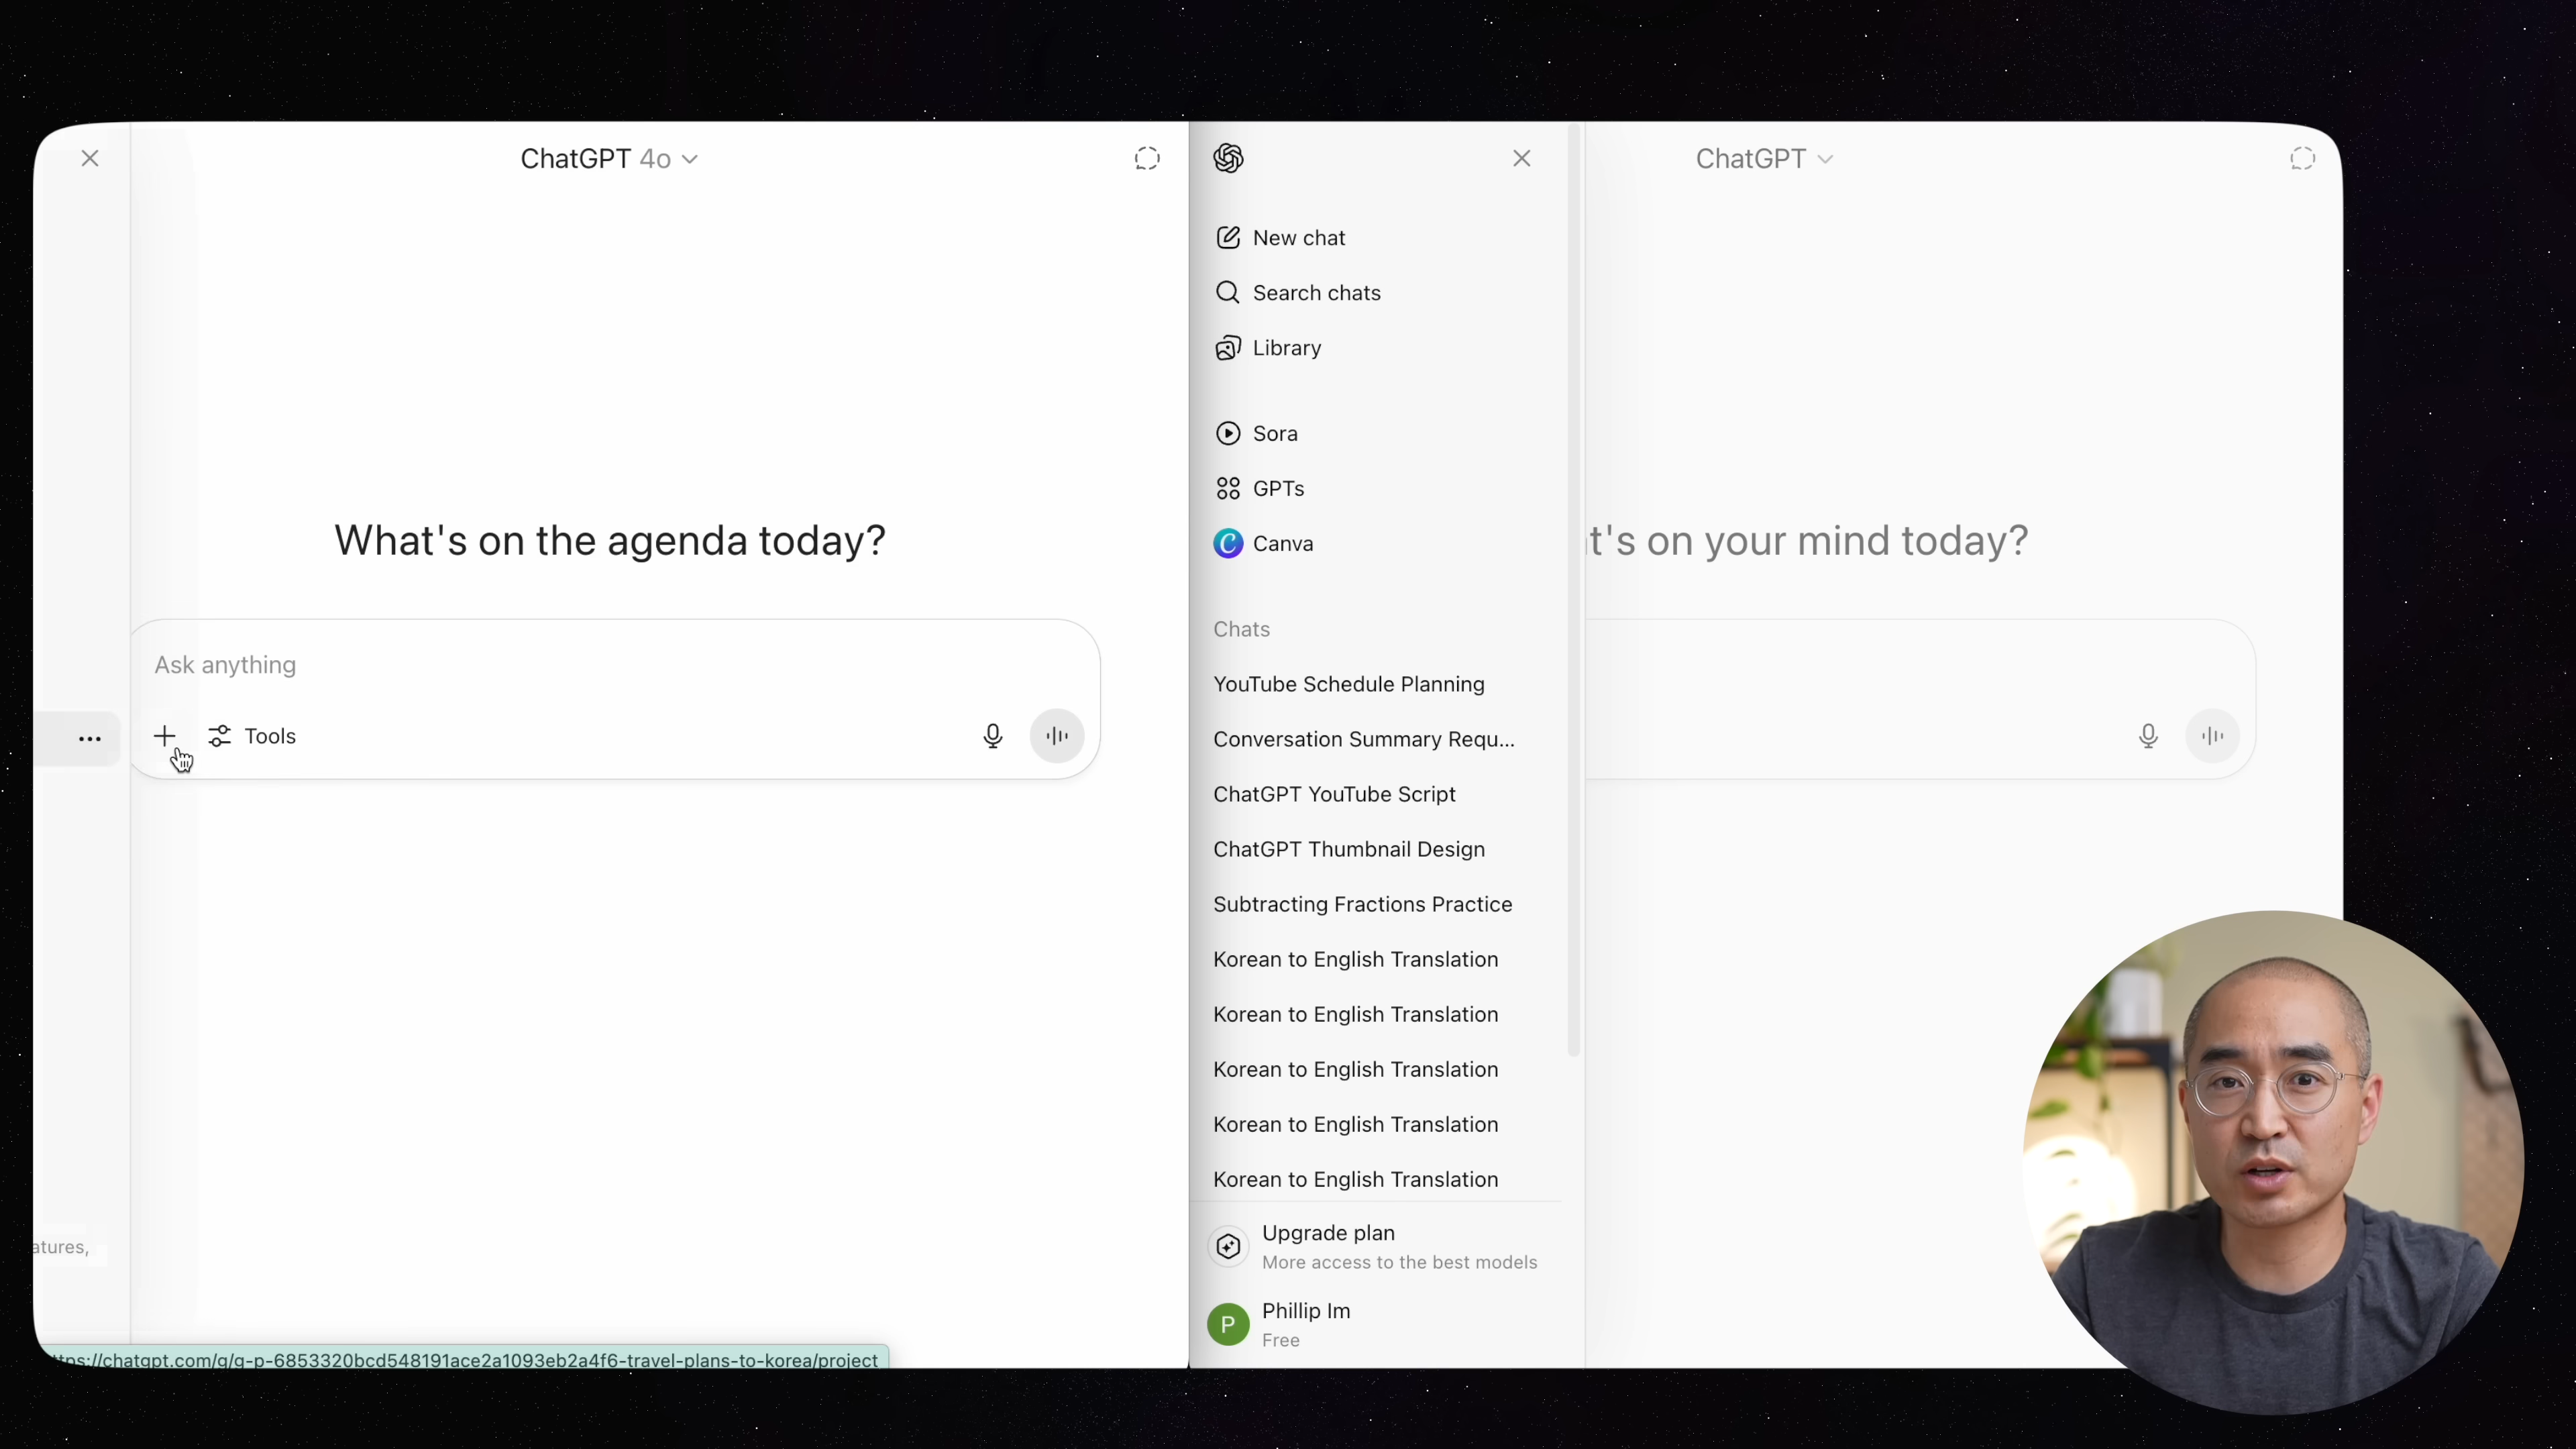 ChatGPT 4o
What's on the agenda today?
Ask anything
Tools
atures,
ttps://chatgpt.com/g/g-p-6853320bcd548191ace2a1093eb2a4f6-travel-plans-to-korea/project
New chat
Search chats
Library
Sora
GPTs
Canva
Chats
YouTube Schedule Planning
Conversation Summary Requ...
ChatGPT YouTube Script
ChatGPT Thumbnail Design
Subtracting Fractions Practice
Korean to English Translation
Korean to English Translation
Korean to English Translation
Korean to English Translation
Korean to English Translation
Upgrade plan
More access to the best models
P
Phillip Im
Free
ChatGPT
t's on your mind today?